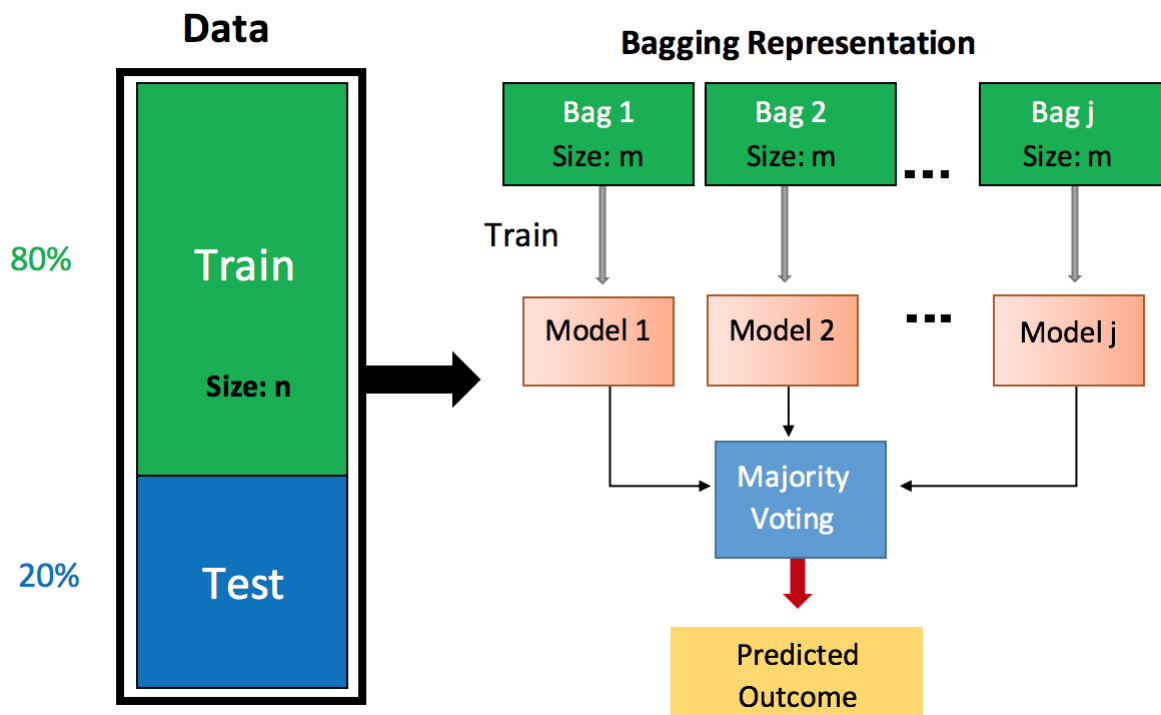 Data
80%
Train
Size: n
20%
Test
Bagging Representation
Bag 1
Size: m
Bag 2
Size: m
...
Bag j
Size: m
Train
Model 1
Model 2
...
Model j
Majority
Voting
Predicted
Outcome